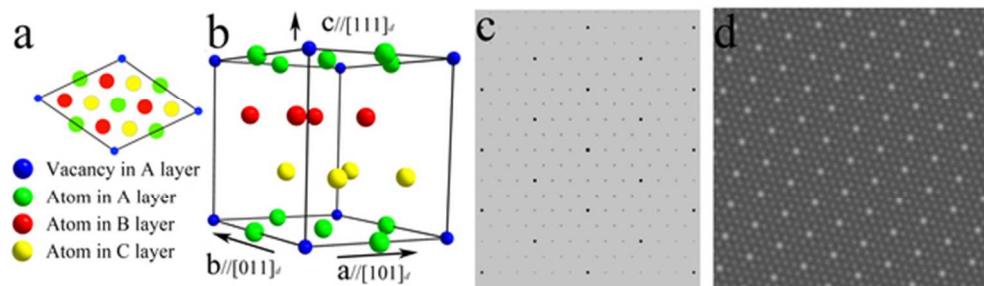 a
b
c
d
c//[111]d
Vacancy in A layer
Atom in A layer
Atom in B layer
Atom in C layer
b//[011]d
a//[101]d